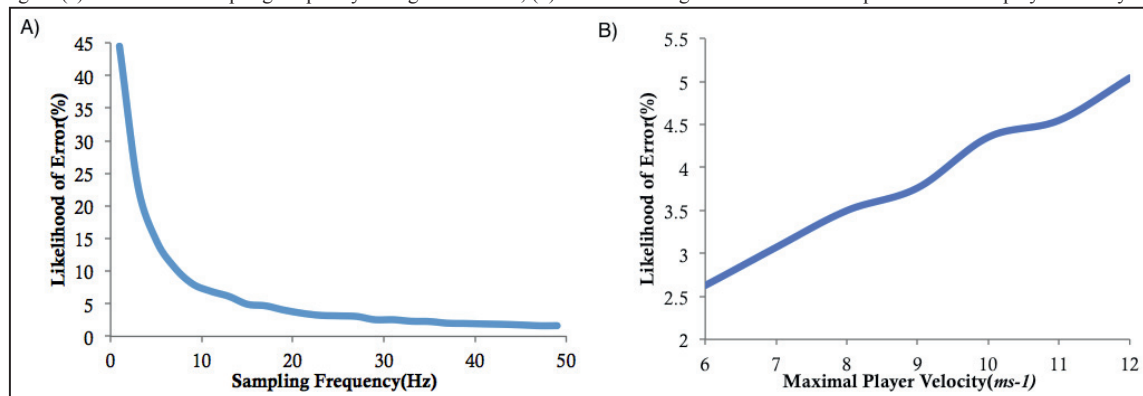 A)
45
40
35
30
25
20
15
10
5
0
Likelihood of Error(%)
0 10 20 30 40 50
Sampling Frequency(Hz)
B)
5.5
5
4.5
4
3.5
3
2.5
2
Likelihood of Error(%)
6 7 8 9 10 11 12
Maximal Player Velocity(ms-1)